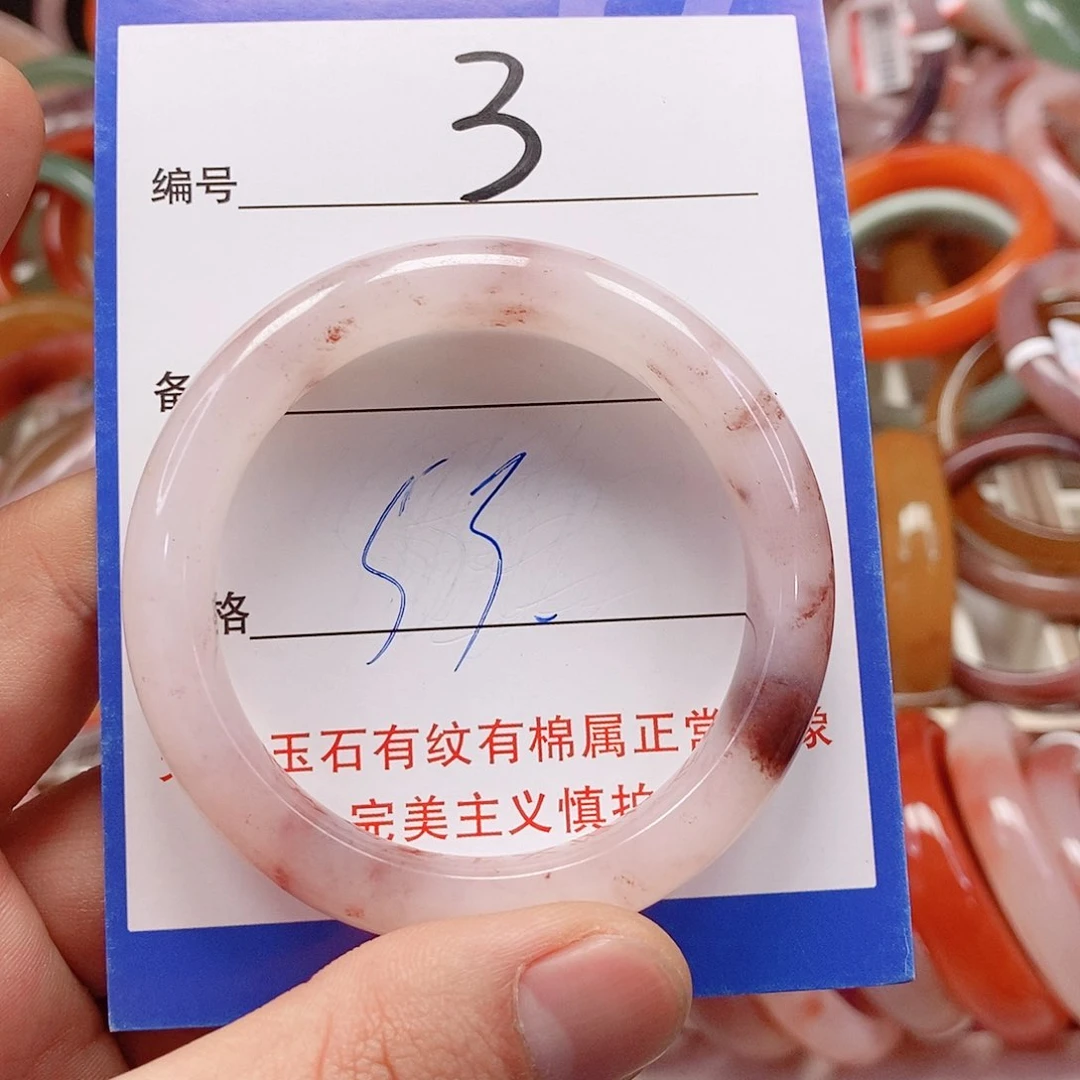 编号 3
备
格 53.
玉石有纹有棉属正常 象
完美主义慎拍